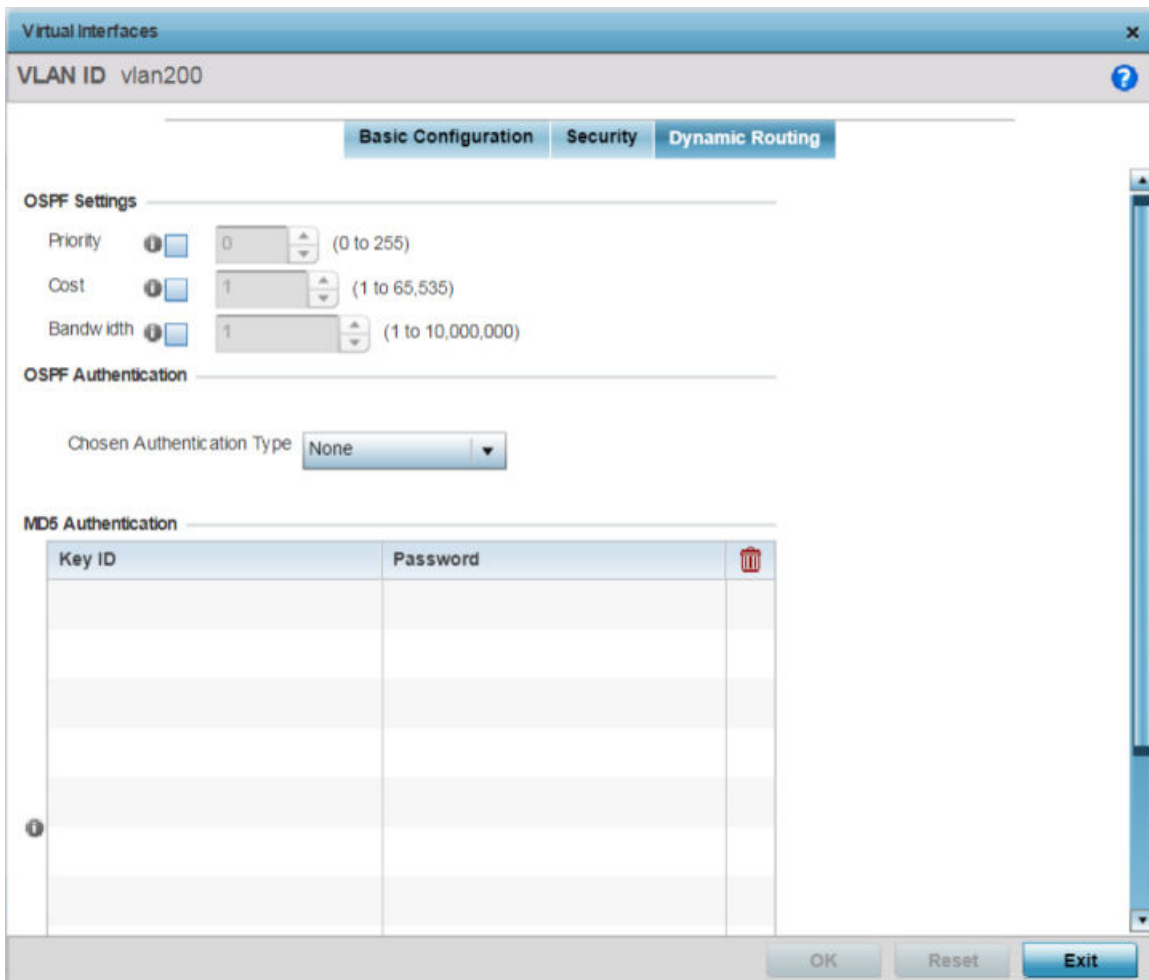 Virtual Interfaces
VLAN ID vlan200
Basic Configuration Security Dynamic Routing
OSPF Settings
Priority 0 (0 to 255)
Cost 1 (1 to 65,535)
Bandwidth 1 (1 to 10,000,000)
OSPF Authentication
Chosen Authentication Type None
MD5 Authentication
Key ID Password
OK Reset Exit